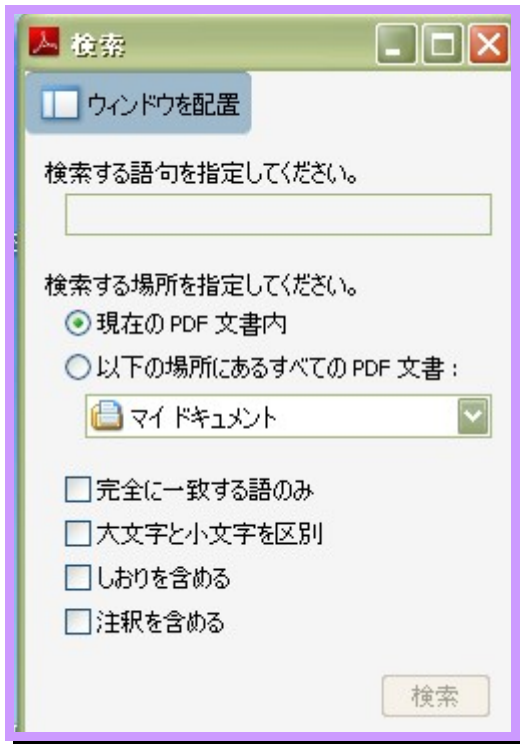 検索
ウィンドウを配置
検索する語句を指定してください。
検索する場所を指定してください。
現在の PDF 文書内
以下の場所にあるすべての PDF 文書 :
マイ ドキュメント
完全に一致する語のみ
大文字と小文字を区別
しおりを含める
注釈を含める
検索